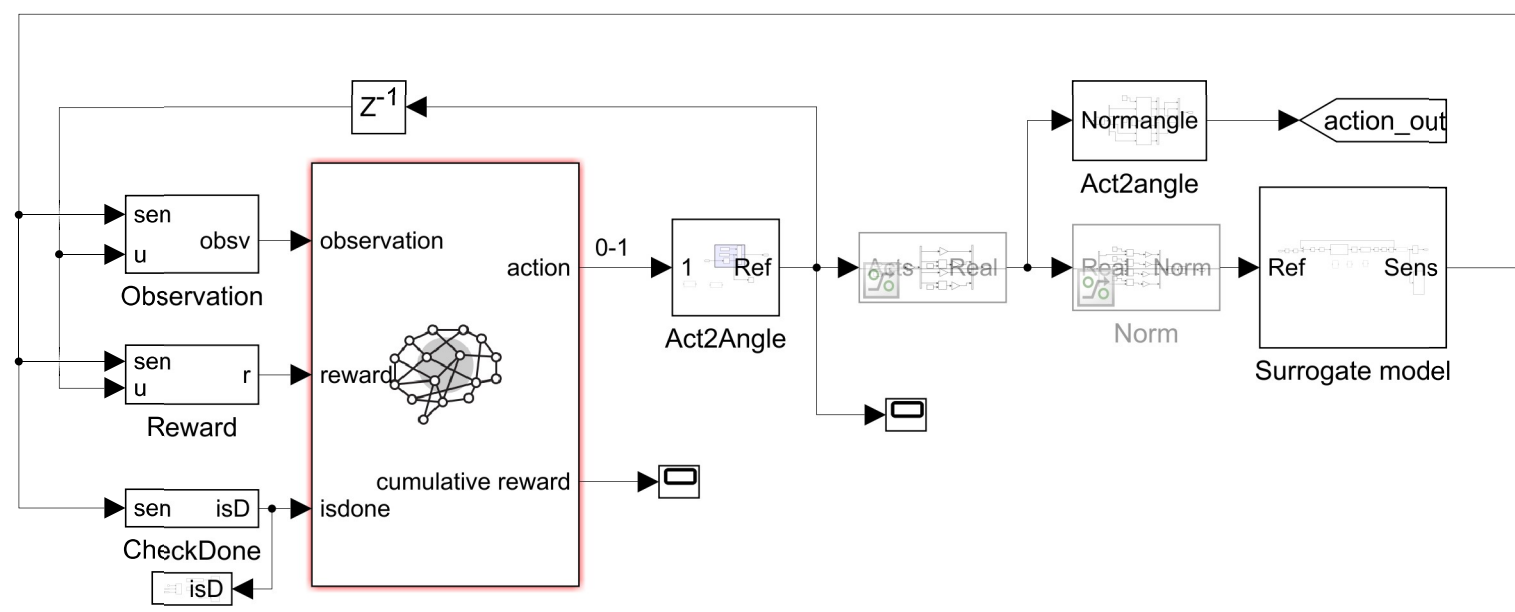 Z-1
Normangle
action_out
Act2angle
sen
obsv
u
Observation
observation
action
0-1
1
Ref
Act2Angle
Acts
Real
Real
Norm
Norm
Ref
Sens
Surrogate model
sen
r
u
Reward
reward
cumulative reward
sen
isD
isdone
CheckDone
isD